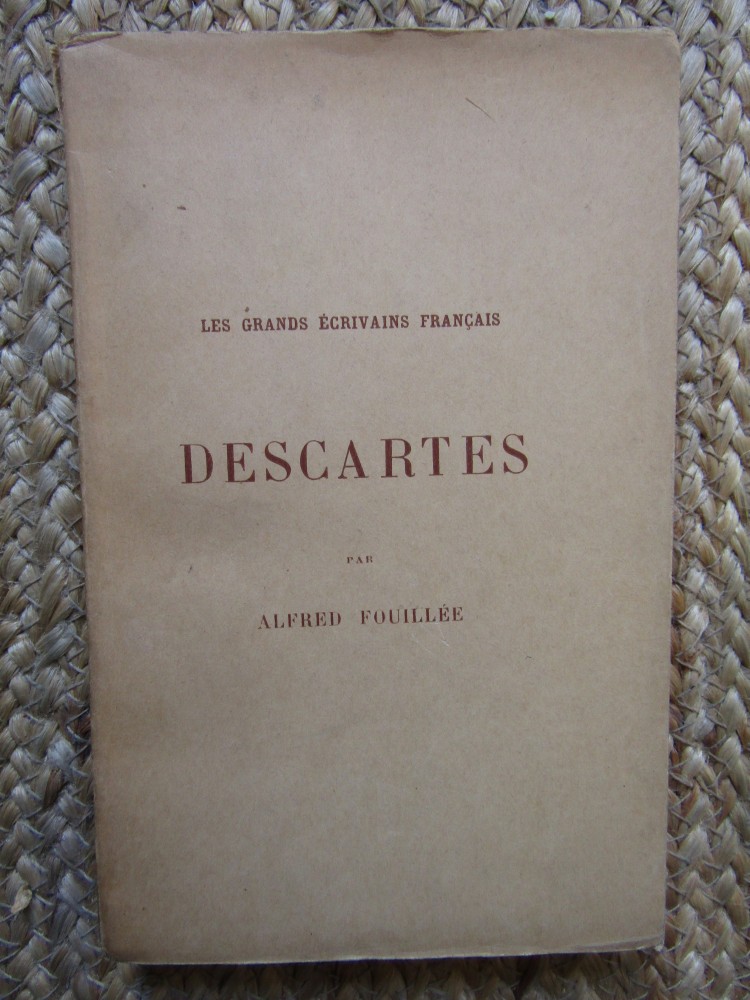 LES GRANDS ÉCRIVAINS FRANÇAIS
DESCARTES
PAR
ALFRED FOUILLÉE